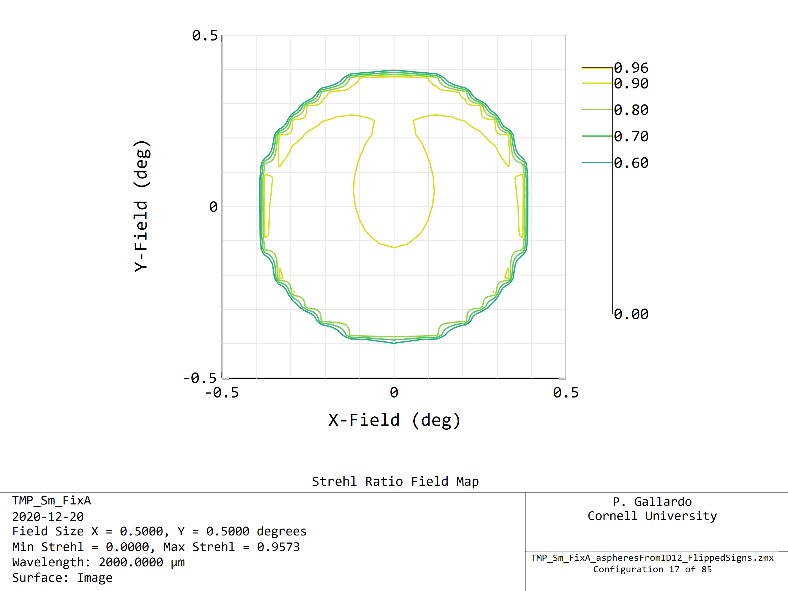 0.5
0
-0.5
-0.5
0
0.5
Y-Field (deg)
X-Field (deg)
0.96
0.90
0.80
0.70
0.60
0.00
Strehl Ratio Field Map
TMP_Sm_FixA
2020-12-20
Field Size X = 0.5000, Y = 0.5000 degrees
Min Strehl = 0.0000, Max Strehl = 0.9573
Wavelength: 2000.0000 µm
Surface: Image
P. Gallardo
Cornell University
TMP_Sm_FixA_aspheresFromID12_FlippedSigns.zmx
Configuration 17 of 85